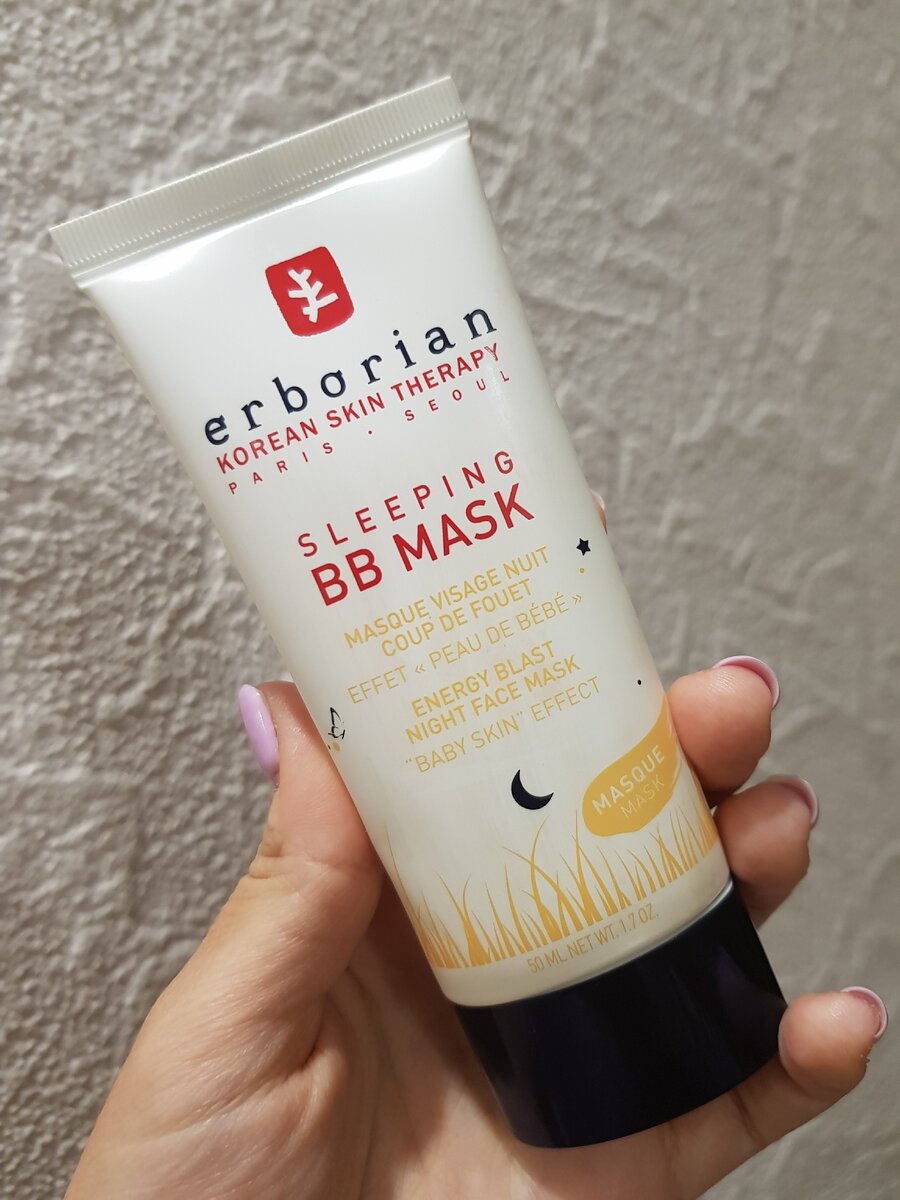 erborian
KOREAN SKIN THERAPY
PARIS · SEOUL
SLEEPING
BB MASK
MASQUE VISAGE NUIT
COUP DE FOUET
EFFET « PEAU DE BÉBÉ »
ENERGY BLAST
NIGHT FACE MASK
“BABY SKIN” EFFECT
MASQUE
MASK
50 ML NET WT. 1.7 OZ.